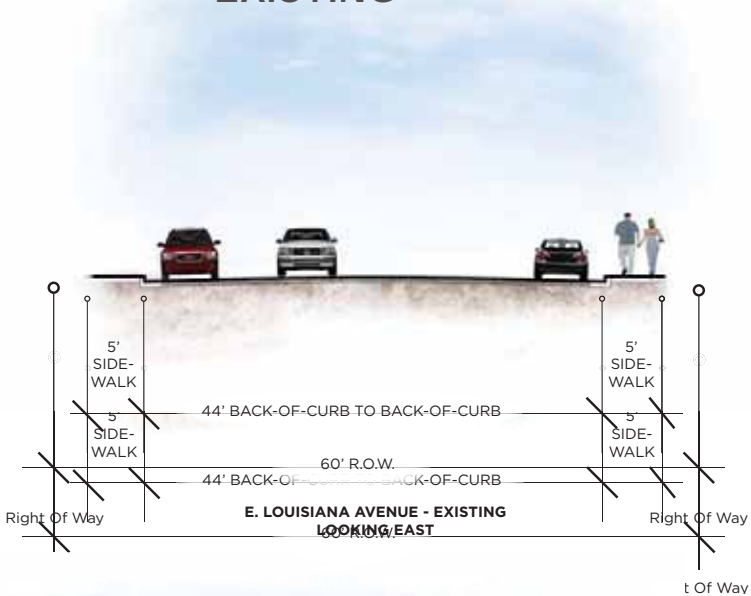 EXISTING
5' SIDE-WALK
5' SIDE-WALK
44' BACK-OF-CURB TO BACK-OF-CURB
5' SIDE-WALK
5' SIDE-WALK
60' R.O.W.
44' BACK-OF-CURB TO BACK-OF-CURB
Right Of Way
E. LOUISIANA AVENUE - EXISTING
LOOKING EAST
60' R.O.W.
Right Of Way
t Of Way